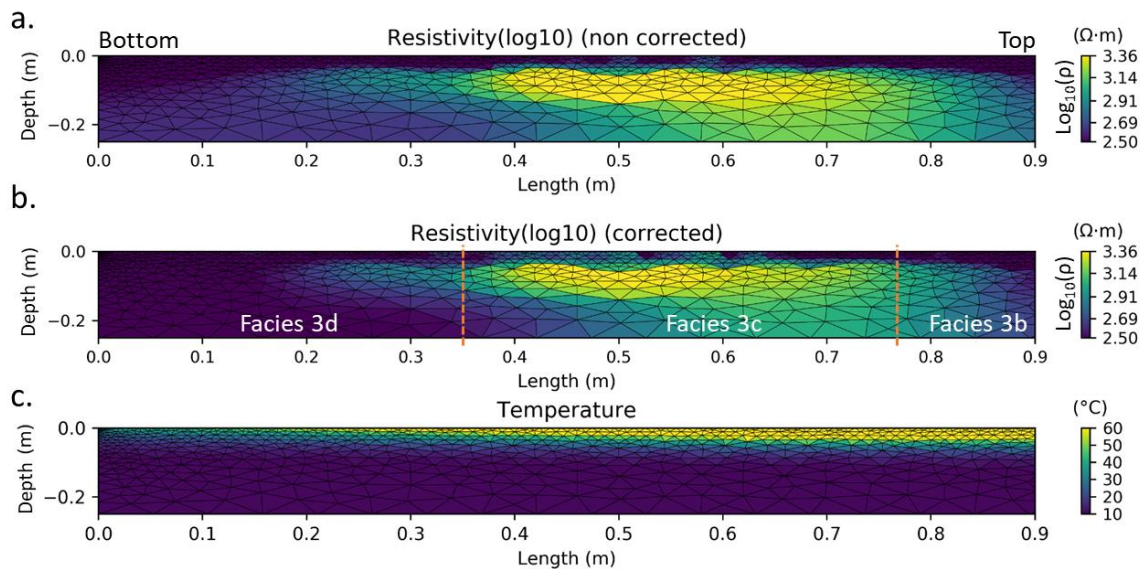 a.
Bottom
Resistivity(log10) (non corrected)
Top
(Ω·m)
Depth (m)
0.0
−0.2
0.0 0.1 0.2 0.3 0.4 0.5 0.6 0.7 0.8 0.9
Length (m)
Log₁₀(ρ)
3.36
3.14
2.91
2.69
2.50
b.
Resistivity(log10) (corrected)
(Ω·m)
Depth (m)
0.0
−0.2
Facies 3d
Facies 3c
Facies 3b
0.0 0.1 0.2 0.3 0.4 0.5 0.6 0.7 0.8 0.9
Length (m)
Log₁₀(ρ)
3.36
3.14
2.91
2.69
2.50
c.
Temperature
(°C)
Depth (m)
0.0
−0.2
0.0 0.1 0.2 0.3 0.4 0.5 0.6 0.7 0.8 0.9
Length (m)
60
50
40
30
20
10